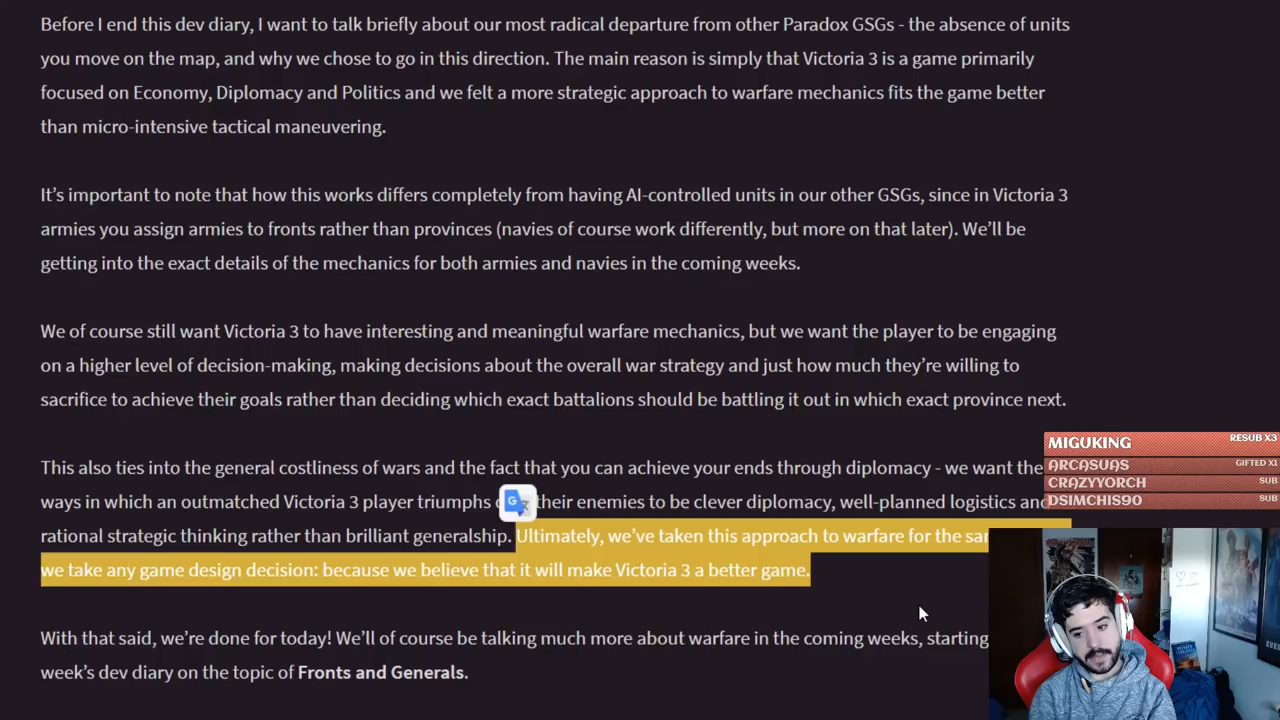 Before I end this dev diary, I want to talk briefly about our most radical departure from other Paradox GSGs - the absence of units
you move on the map, and why we chose to go in this direction. The main reason is simply that Victoria 3 is a game primarily
focused on Economy, Diplomacy and Politics and we felt a more strategic approach to warfare mechanics fits the game better
than micro-intensive tactical maneuvering.
It's important to note that how this works differs completely from having AI-controlled units in our other GSGs, since in Victoria 3
armies you assign armies to fronts rather than provinces (navies of course work differently, but more on that later). We'll be
getting into the exact details of the mechanics for both armies and navies in the coming weeks.
We of course still want Victoria 3 to have interesting and meaningful warfare mechanics, but we want the player to be engaging
on a higher level of decision-making, making decisions about the overall war strategy and just how much they're willing to
sacrifice to achieve their goals rather than deciding which exact battalions should be battling it out in which exact province next.
This also ties into the general costliness of wars and the fact that you can achieve your ends through diplomacy - we want the
ways in which an outmatched Victoria 3 player triumphs their enemies to be clever diplomacy, well-planned logistics and
rational strategic thinking rather than brilliant generalship. Ultimately, we've taken this approach to warfare for the
we take any game design decision: because we believe that it will make Victoria 3 a better game.
With that said, we're done for today! We'll of course be talking much more about warfare in the coming weeks, starting
week's dev diary on the topic of Fronts and Generals.
MIGUKING RESUB X3
ARCASUAS GIFTED X1
CRAZYYORCH SUB
DSIMCHIS90 SUB